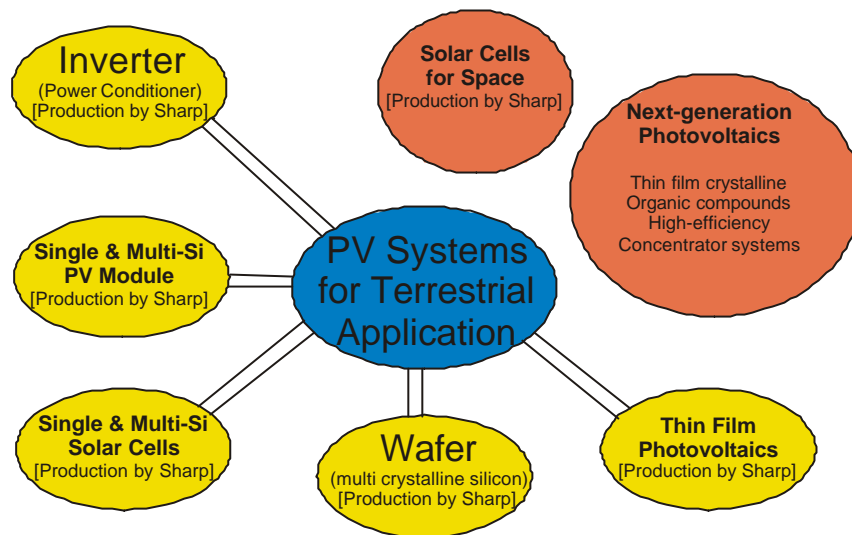 Inverter
(Power Conditioner)
[Production by Sharp]
Solar Cells
for Space
[Production by Sharp]
Next-generation
Photovoltaics
Thin film crystalline
Organic compounds
High-efficiency
Concentrator systems
Single & Multi-Si
PV Module
[Production by Sharp]
PV Systems
for Terrestrial
Application
Single & Multi-Si
Solar Cells
[Production by Sharp]
Wafer
(multi crystalline silicon)
[Production by Sharp]
Thin Film
Photovoltaics
[Production by Sharp]